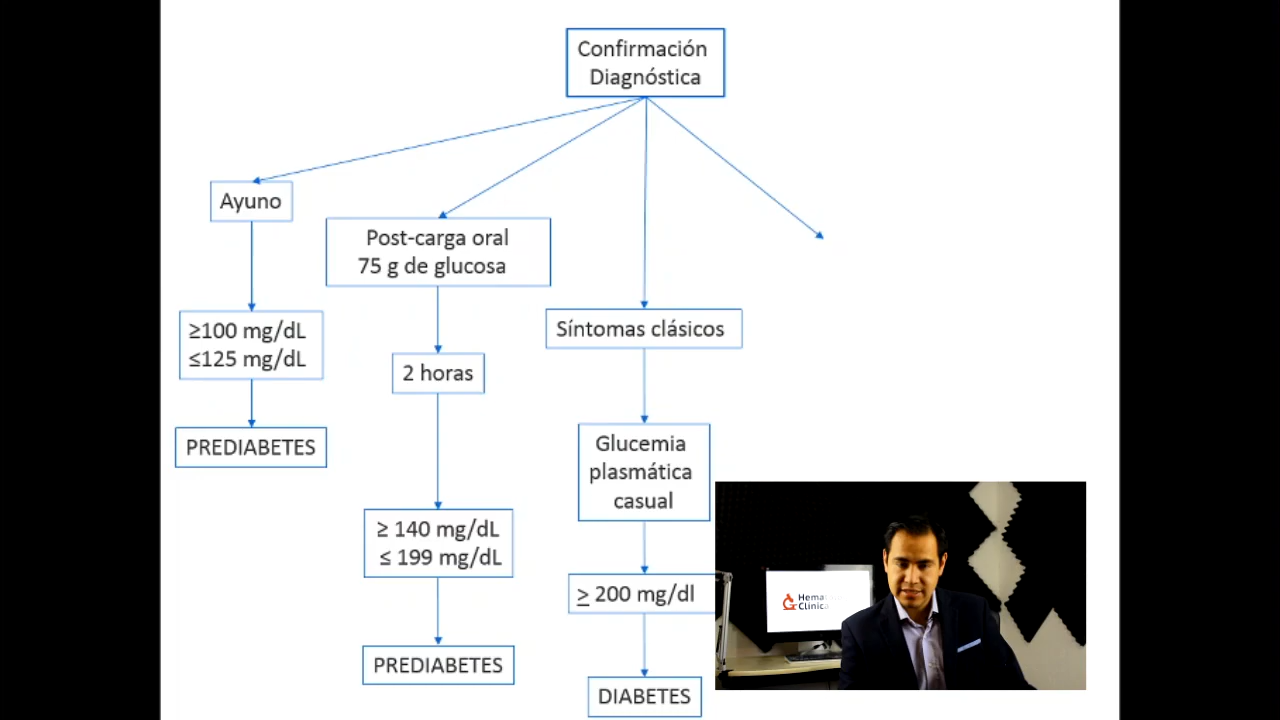 Confirmación
Diagnóstica
Ayuno
≥100 mg/dL
≤125 mg/dL
PREDIABETES
Post-carga oral
75 g de glucosa
2 horas
≥ 140 mg/dL
≤ 199 mg/dL
PREDIABETES
Síntomas clásicos
Glucemia
plasmática
casual
≥ 200 mg/dl
DIABETES
Clínica